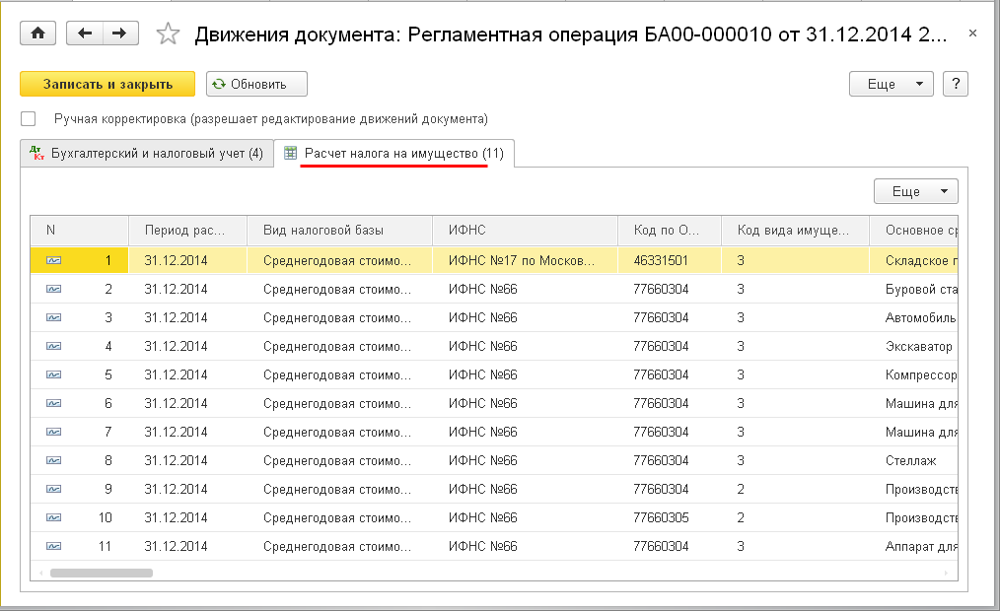 Движения документа: Регламентная операция БА00-000010 от 31.12.2014 2...
Записать и закрыть Обновить Еще ?
Ручная корректировка (разрешает редактирование движений документа)
Дт Кт Бухгалтерский и налоговый учет (4) Расчет налога на имущество (11)
Еще
N Период рас... Вид налоговой базы ИФНС Код по О... Код вида имуще... Основное ср
1 31.12.2014 Среднегодовая стоимо... ИФНС №17 по Москов... 46331501 3 Складское п
2 31.12.2014 Среднегодовая стоимо... ИФНС №66 77660304 3 Буровой ста
3 31.12.2014 Среднегодовая стоимо... ИФНС №66 77660304 3 Автомобиль
4 31.12.2014 Среднегодовая стоимо... ИФНС №66 77660304 3 Экскаватор
5 31.12.2014 Среднегодовая стоимо... ИФНС №66 77660304 3 Компрессор
6 31.12.2014 Среднегодовая стоимо... ИФНС №66 77660304 3 Машина для
7 31.12.2014 Среднегодовая стоимо... ИФНС №66 77660304 3 Машина для
8 31.12.2014 Среднегодовая стоимо... ИФНС №66 77660304 3 Стеллаж
9 31.12.2014 Среднегодовая стоимо... ИФНС №66 77660304 2 Производств
10 31.12.2014 Среднегодовая стоимо... ИФНС №66 77660305 2 Производств
11 31.12.2014 Среднегодовая стоимо... ИФНС №66 77660304 3 Аппарат для